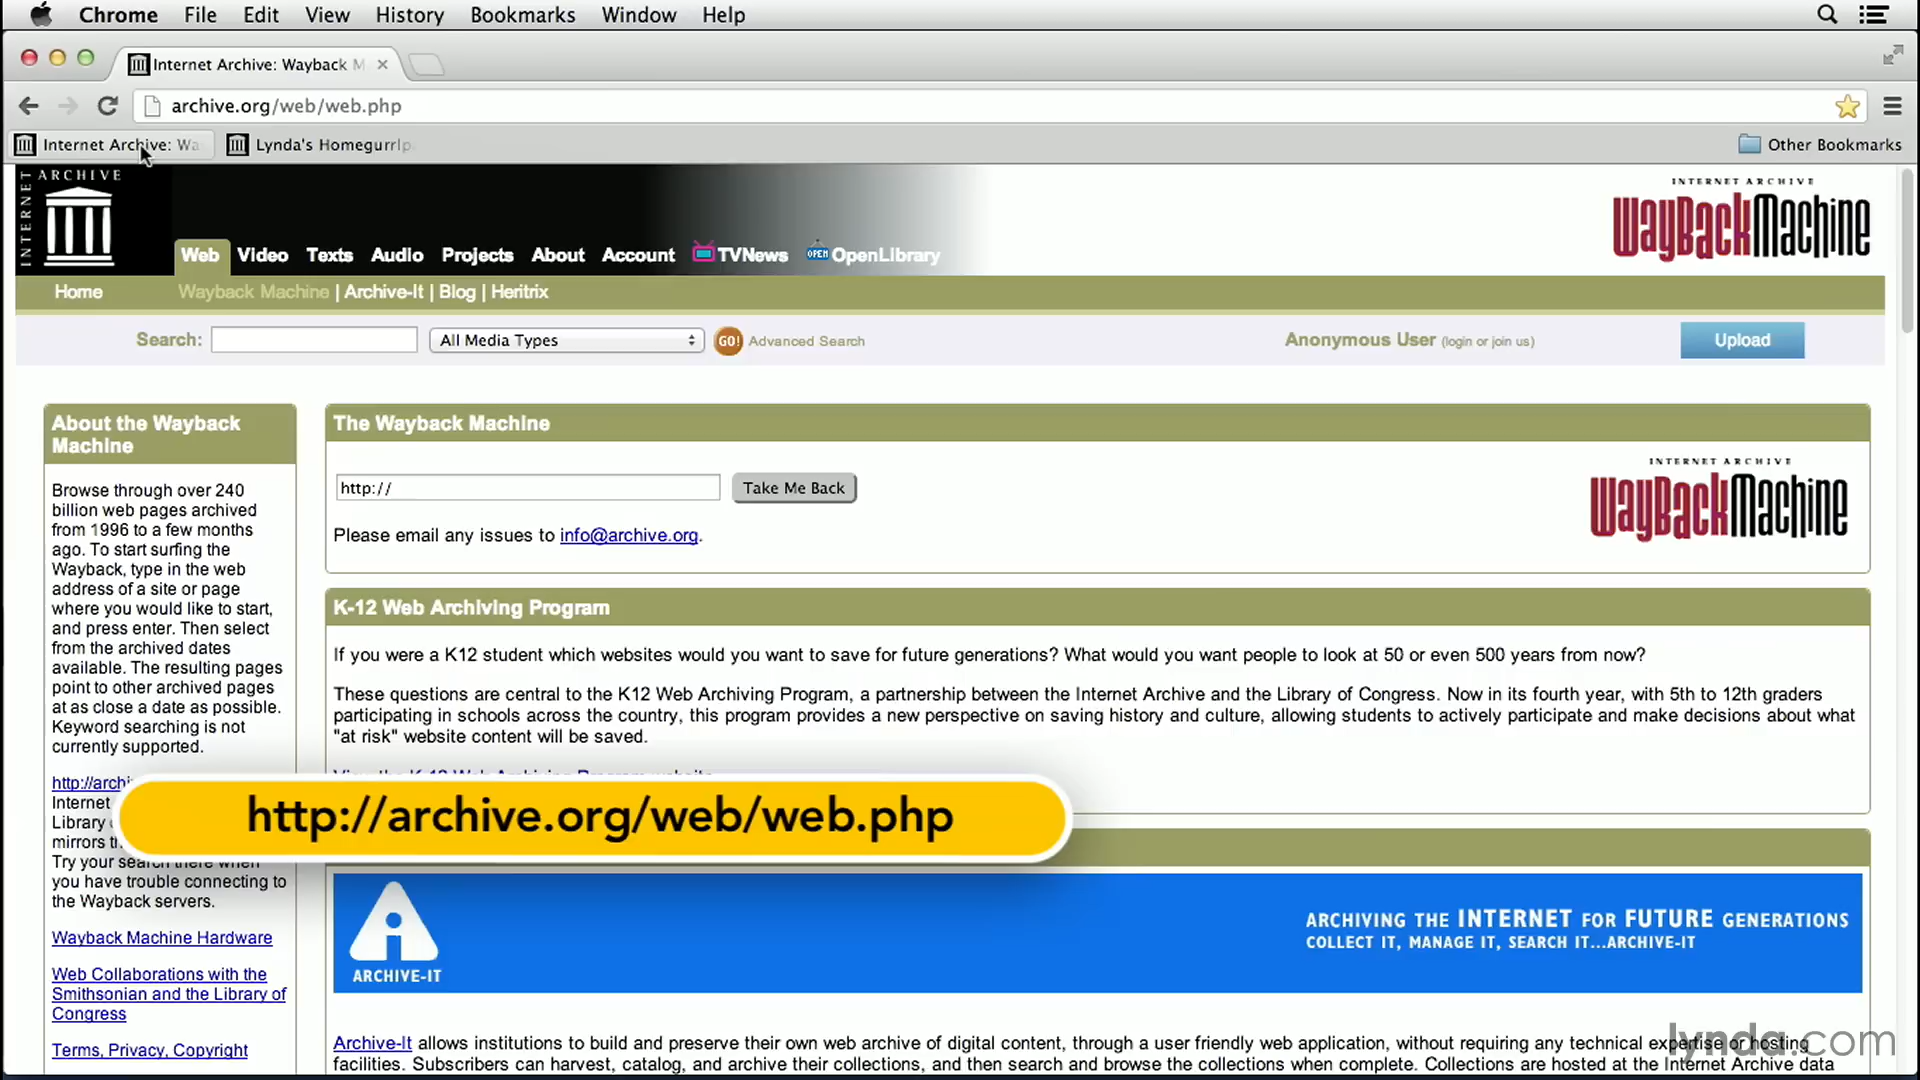 Chrome File Edit View History Bookmarks Window Help
Internet Archive: Wayback M
archive.org/web/web.php
Internet Archive: Wa Lynda's Homegurrlp Other Bookmarks
INTERNET ARCHIVE
INTERNET ARCHIVE
WayBackMachine
Web Video Texts Audio Projects About Account TVNews OPEN OpenLibrary
Home Wayback Machine | Archive-It | Blog | Heritrix
Search: All Media Types GO! Advanced Search Anonymous User (login or join us) Upload
About the Wayback
Machine
Browse through over 240
billion web pages archived
from 1996 to a few months
ago. To start surfing the
Wayback, type in the web
address of a site or page
where you would like to start,
and press enter. Then select
from the archived dates
available. The resulting pages
point to other archived pages
at as close a date as possible.
Keyword searching is not
currently supported.
http://archi
Internet
Library
mirrors
Try your search there when
you have trouble connecting to
the Wayback servers.
Wayback Machine Hardware
Web Collaborations with the
Smithsonian and the Library of
Congress
Terms, Privacy, Copyright
The Wayback Machine
http:// Take Me Back
INTERNET ARCHIVE
WayBackMachine
Please email any issues to info@archive.org.
K-12 Web Archiving Program
If you were a K12 student which websites would you want to save for future generations? What would you want people to look at 50 or even 500 years from now?
These questions are central to the K12 Web Archiving Program, a partnership between the Internet Archive and the Library of Congress. Now in its fourth year, with 5th to 12th graders
participating in schools across the country, this program provides a new perspective on saving history and culture, allowing students to actively participate and make decisions about what
"at risk" website content will be saved.
View the K-12 Web Archiving Program website
http://archive.org/web/web.php
ARCHIVE-IT
ARCHIVING THE INTERNET FOR FUTURE GENERATIONS
COLLECT IT, MANAGE IT, SEARCH IT...ARCHIVE-IT
Archive-It allows institutions to build and preserve their own web archive of digital content, through a user friendly web application, without requiring any technical expertise or hosting
facilities. Subscribers can harvest, catalog, and archive their collections, and then search and browse the collections when complete. Collections are hosted at the Internet Archive data
lynda.com